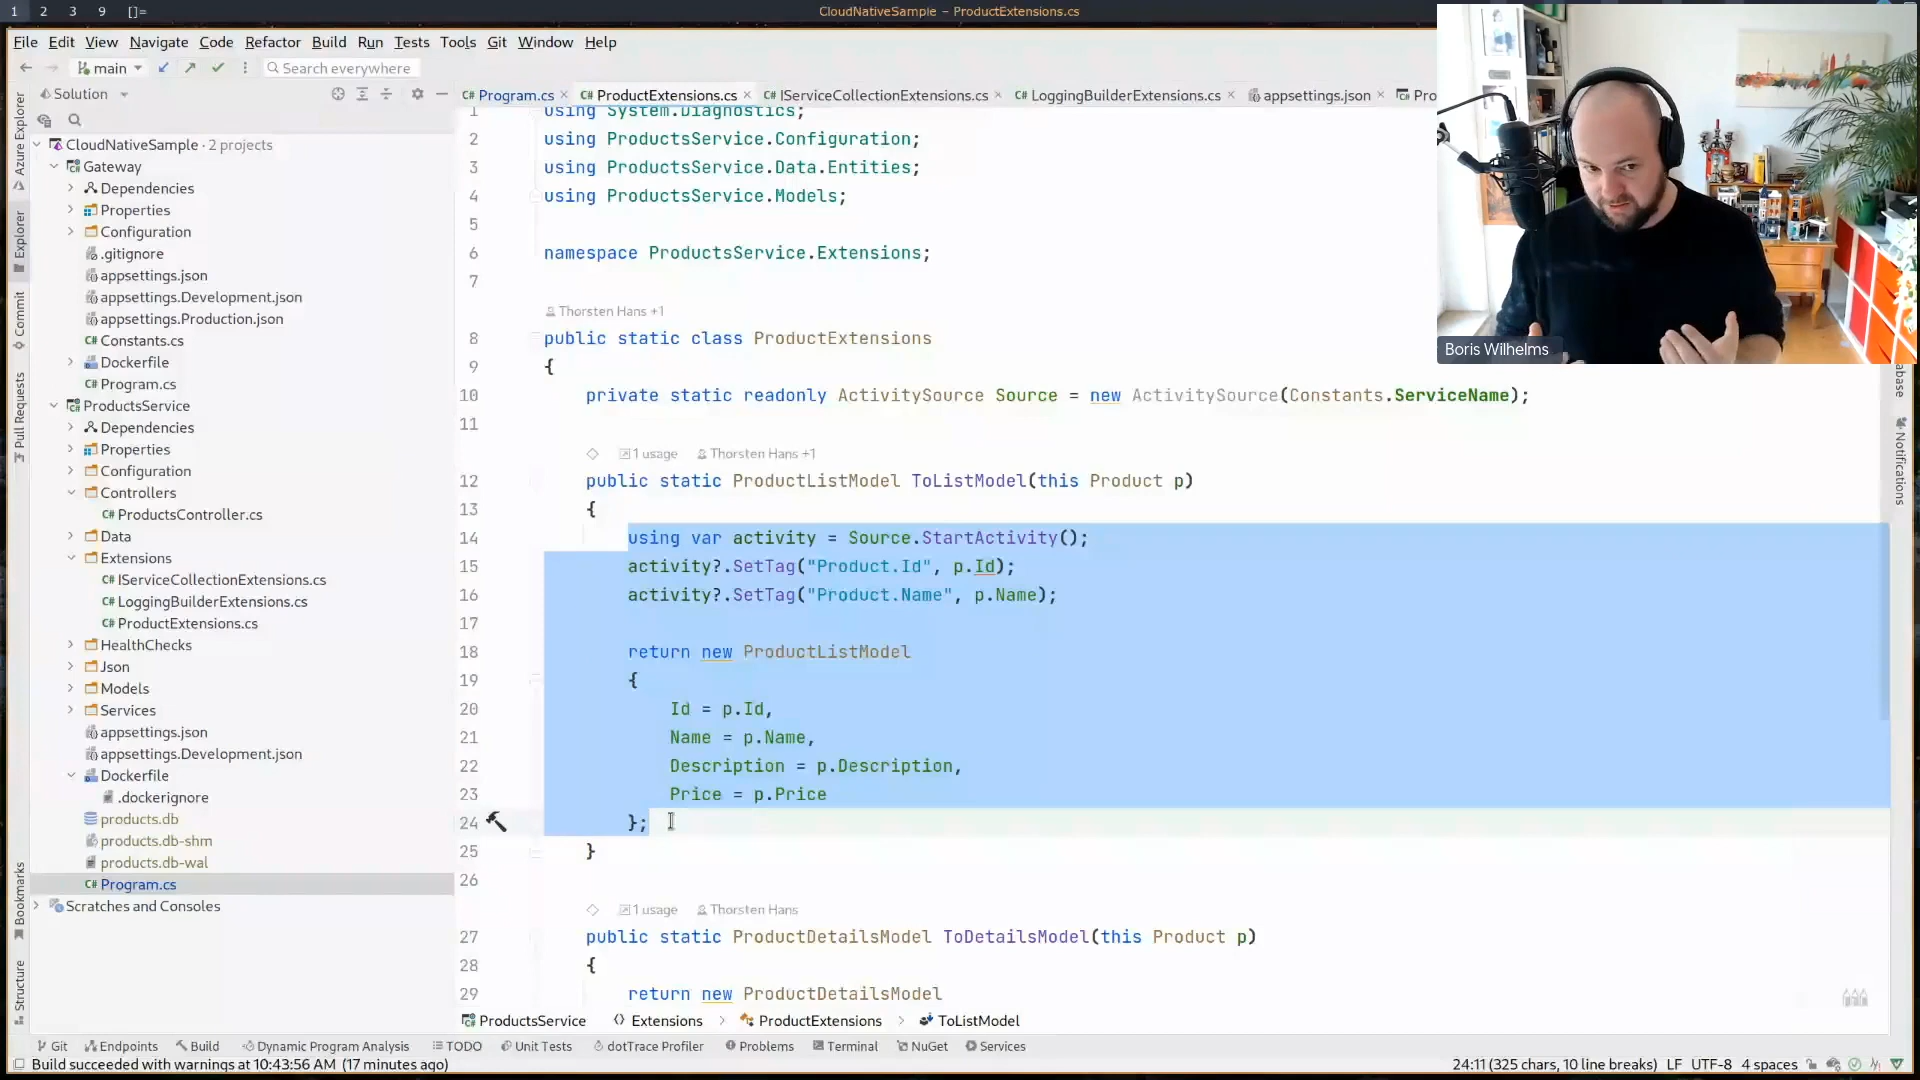 1 2 3 9 []=
CloudNativeSample – ProductExtensions.cs
File Edit View Navigate Code Refactor Build Run Tests Tools Git Window Help
main
Search everywhere
Solution
Program.cs
ProductExtensions.cs
IServiceCollectionExtensions.cs
LoggingBuilderExtensions.cs
appsettings.json
Pro
Azure Explorer
Explorer
Commit
Pull Requests
Bookmarks
Structure
CloudNativeSample · 2 projects
Gateway
Dependencies
Properties
Configuration
.gitignore
appsettings.json
appsettings.Development.json
appsettings.Production.json
C# Constants.cs
Dockerfile
C# Program.cs
ProductsService
Dependencies
Properties
Configuration
Controllers
C# ProductsController.cs
Data
Extensions
C# IServiceCollectionExtensions.cs
C# LoggingBuilderExtensions.cs
C# ProductExtensions.cs
HealthChecks
Json
Models
Services
appsettings.json
appsettings.Development.json
Dockerfile
.dockerignore
products.db
products.db-shm
products.db-wal
C# Program.cs
Scratches and Consoles
1 using System.Diagnostics;
2 using ProductsService.Configuration;
3 using ProductsService.Data.Entities;
4 using ProductsService.Models;
5
6 namespace ProductsService.Extensions;
7
Thorsten Hans +1
8 public static class ProductExtensions
9 {
10 private static readonly ActivitySource Source = new ActivitySource(Constants.ServiceName);
11
1 usage Thorsten Hans +1
12 public static ProductListModel ToListModel(this Product p)
13 {
14 using var activity = Source.StartActivity();
15 activity?.SetTag("Product.Id", p.Id);
16 activity?.SetTag("Product.Name", p.Name);
17
18 return new ProductListModel
19 {
20 Id = p.Id,
21 Name = p.Name,
22 Description = p.Description,
23 Price = p.Price
24 };
25 }
26
1 usage Thorsten Hans
27 public static ProductDetailsModel ToDetailsModel(this Product p)
28 {
29 return new ProductDetailsModel
Boris Wilhelms
abase
Notifications
ProductsService Extensions > ProductExtensions > ToListModel
Git Endpoints Build Dynamic Program Analysis TODO Unit Tests dotTrace Profiler Problems Terminal NuGet Services
Build succeeded with warnings at 10:43:56 AM (17 minutes ago)
24:11 (325 chars, 10 line breaks) LF UTF-8 4 spaces